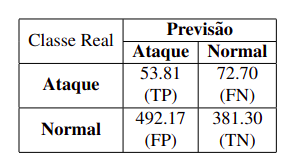 Classe Real
Previsão
Ataque Normal
Ataque
53.81 72.70
(TP) (FN)
Normal
492.17 381.30
(FP) (TN)